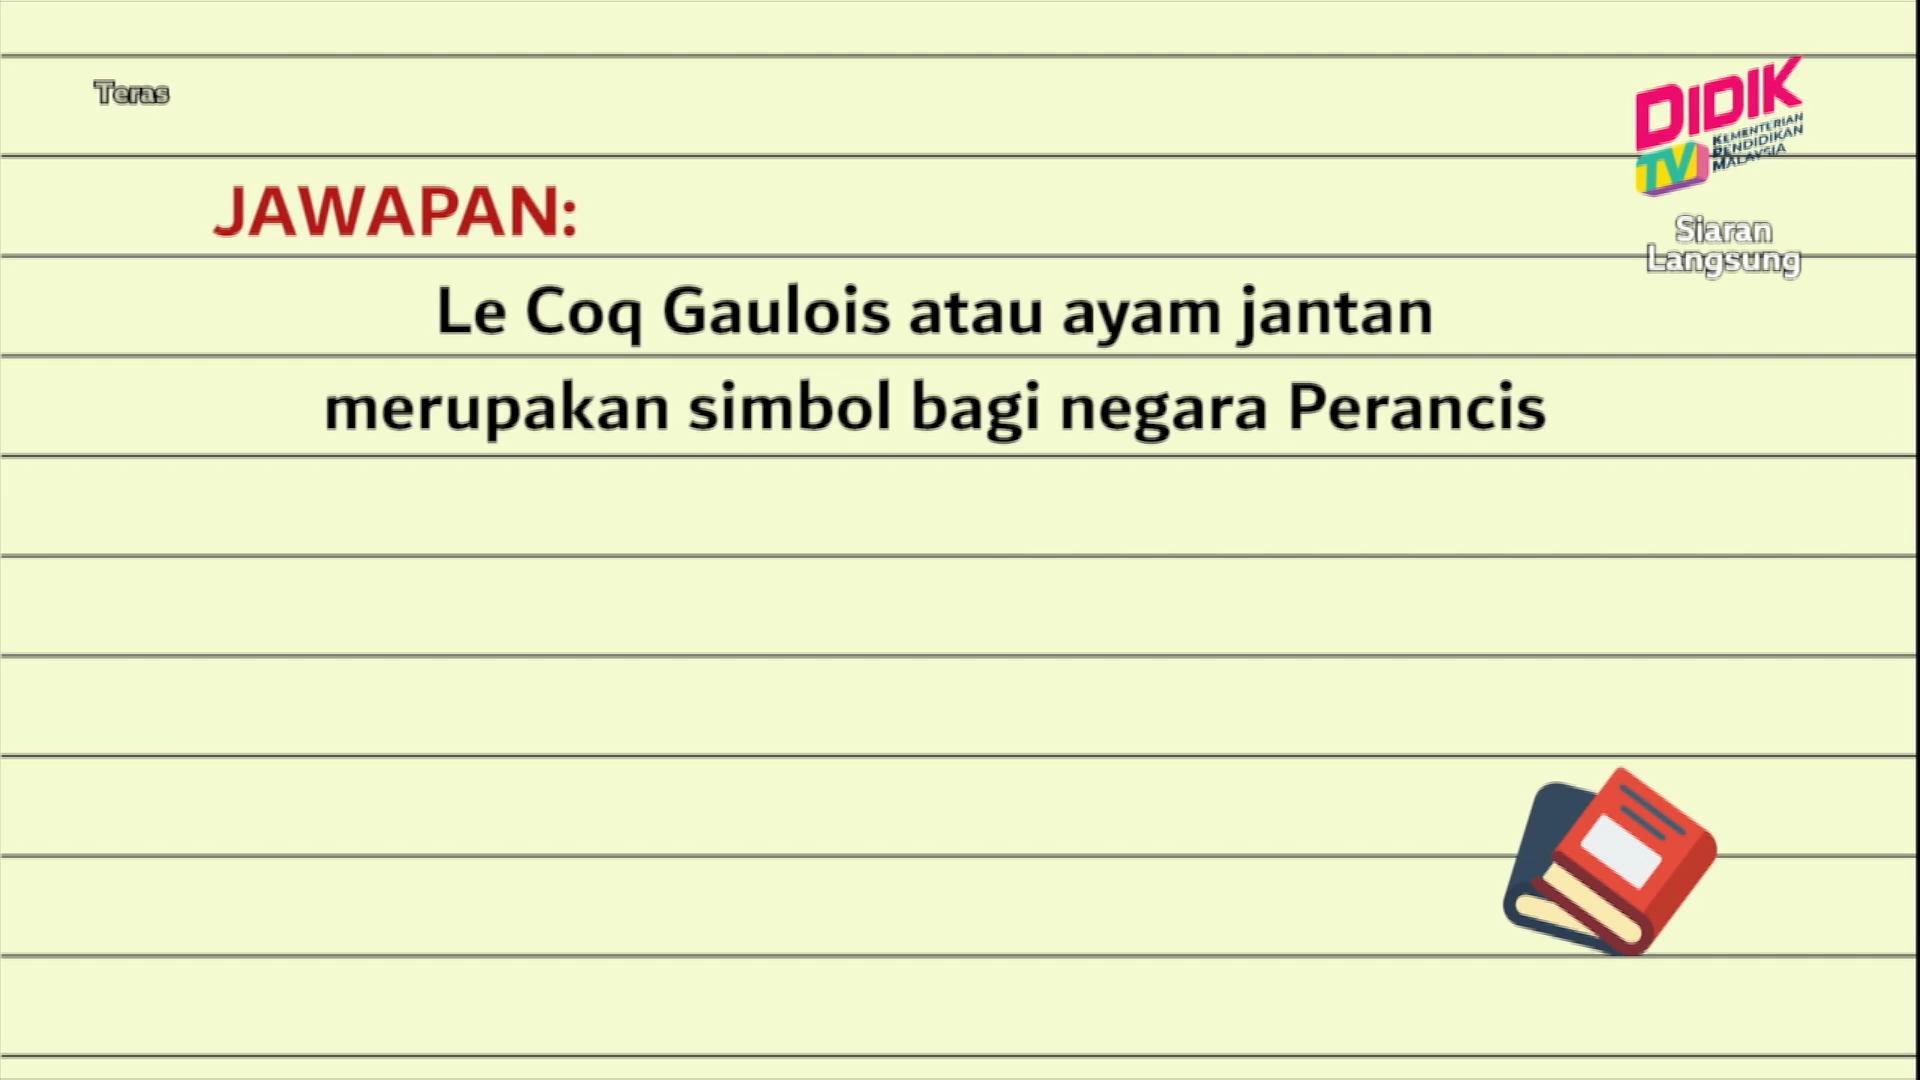 Teras
DIDIK
TV
KEMENTERIAN
PENDIDIKAN
MALAYSIA
Siaran
Langsung
JAWAPAN:
Le Coq Gaulois atau ayam jantan
merupakan simbol bagi negara Perancis